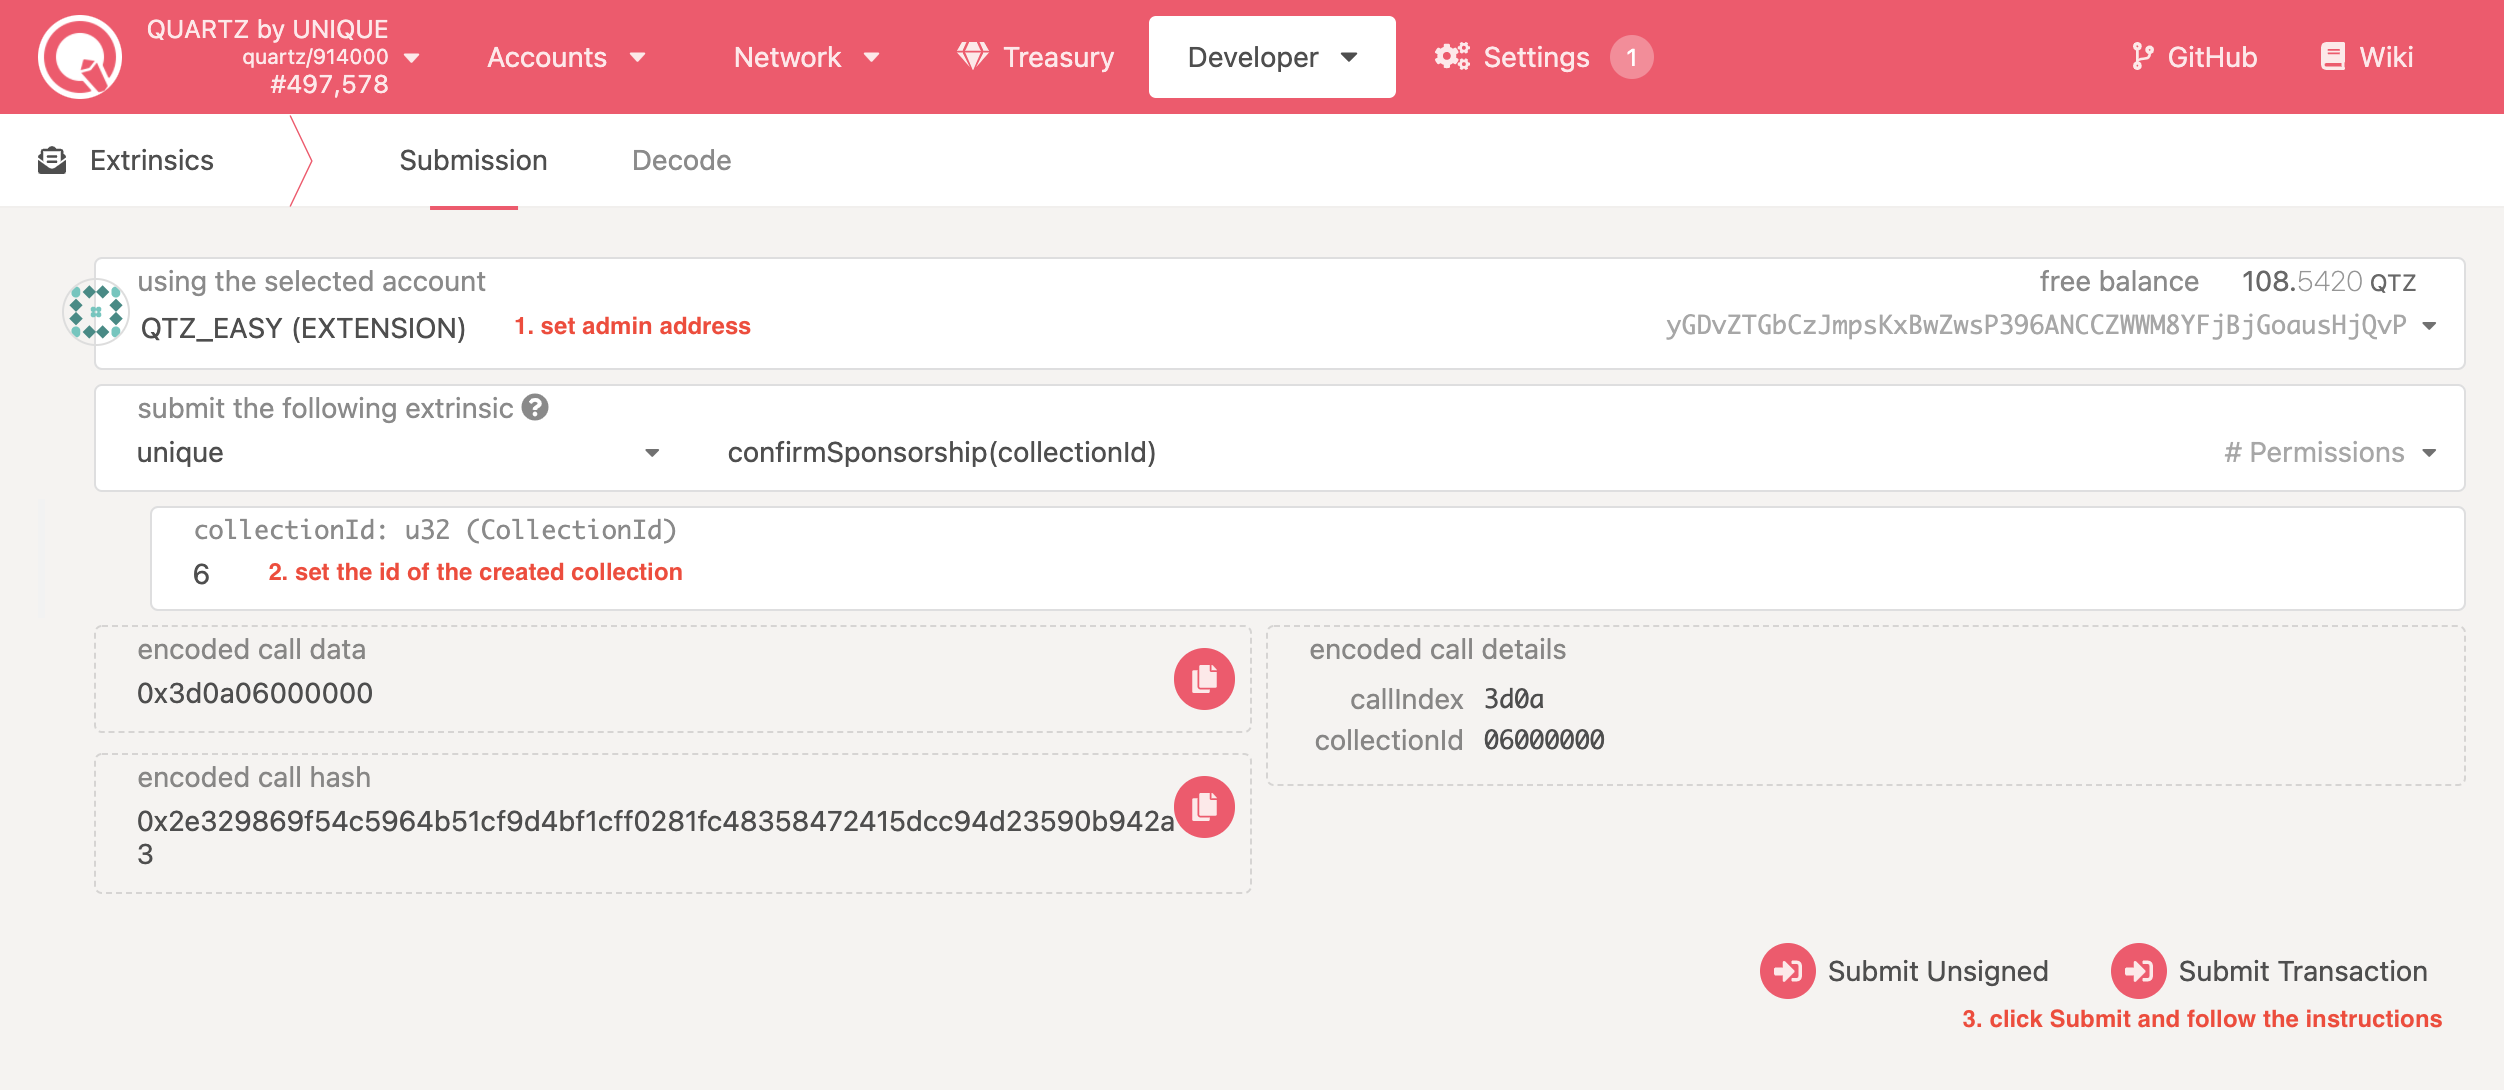 QUARTZ by UNIQUE
quartz/914000
#497,578
Accounts
Network
Treasury
Developer
Settings
1
GitHub
Wiki
Extrinsics
Submission
Decode
using the selected account
free balance 108.5420 QTZ
QTZ_EASY (EXTENSION)
1. set admin address
yGDvZTGbCzJmpsKxBwZwsP396ANCCZWWM8YFjBjGoausHjQvP
submit the following extrinsic ?
unique
confirmSponsorship(collectionId)
# Permissions
collectionId: u32 (CollectionId)
6
2. set the id of the created collection
encoded call data
0x3d0a06000000
encoded call details
callIndex 3d0a
collectionId 06000000
encoded call hash
0x2e329869f54c5964b51cf9d4bf1cff0281fc48358472415dcc94d23590b942a
3
Submit Unsigned
Submit Transaction
3. click Submit and follow the instructions